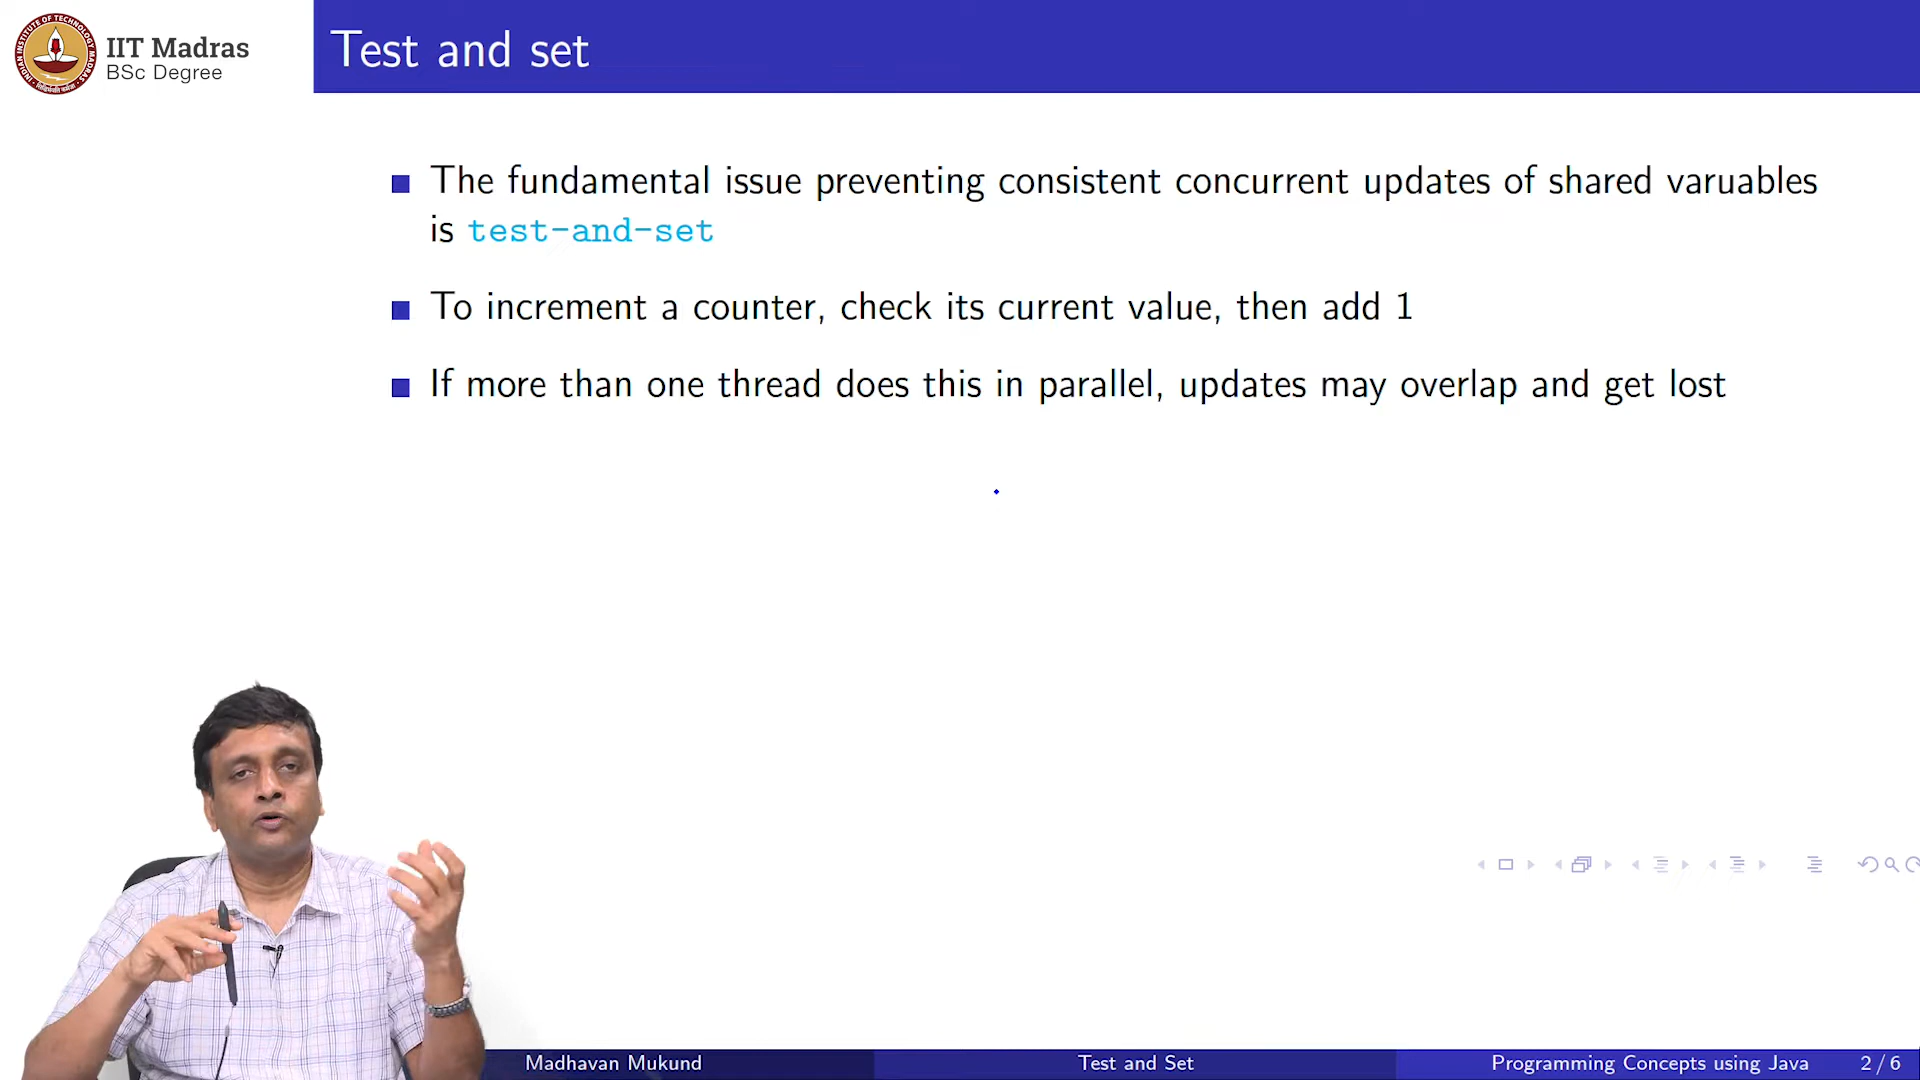 IIT Madras
BSc Degree
Test and set
The fundamental issue preventing consistent concurrent updates of shared varuables
is test-and-set
To increment a counter, check its current value, then add 1
If more than one thread does this in parallel, updates may overlap and get lost
Madhavan Mukund
Test and Set
Programming Concepts using Java
2 / 6